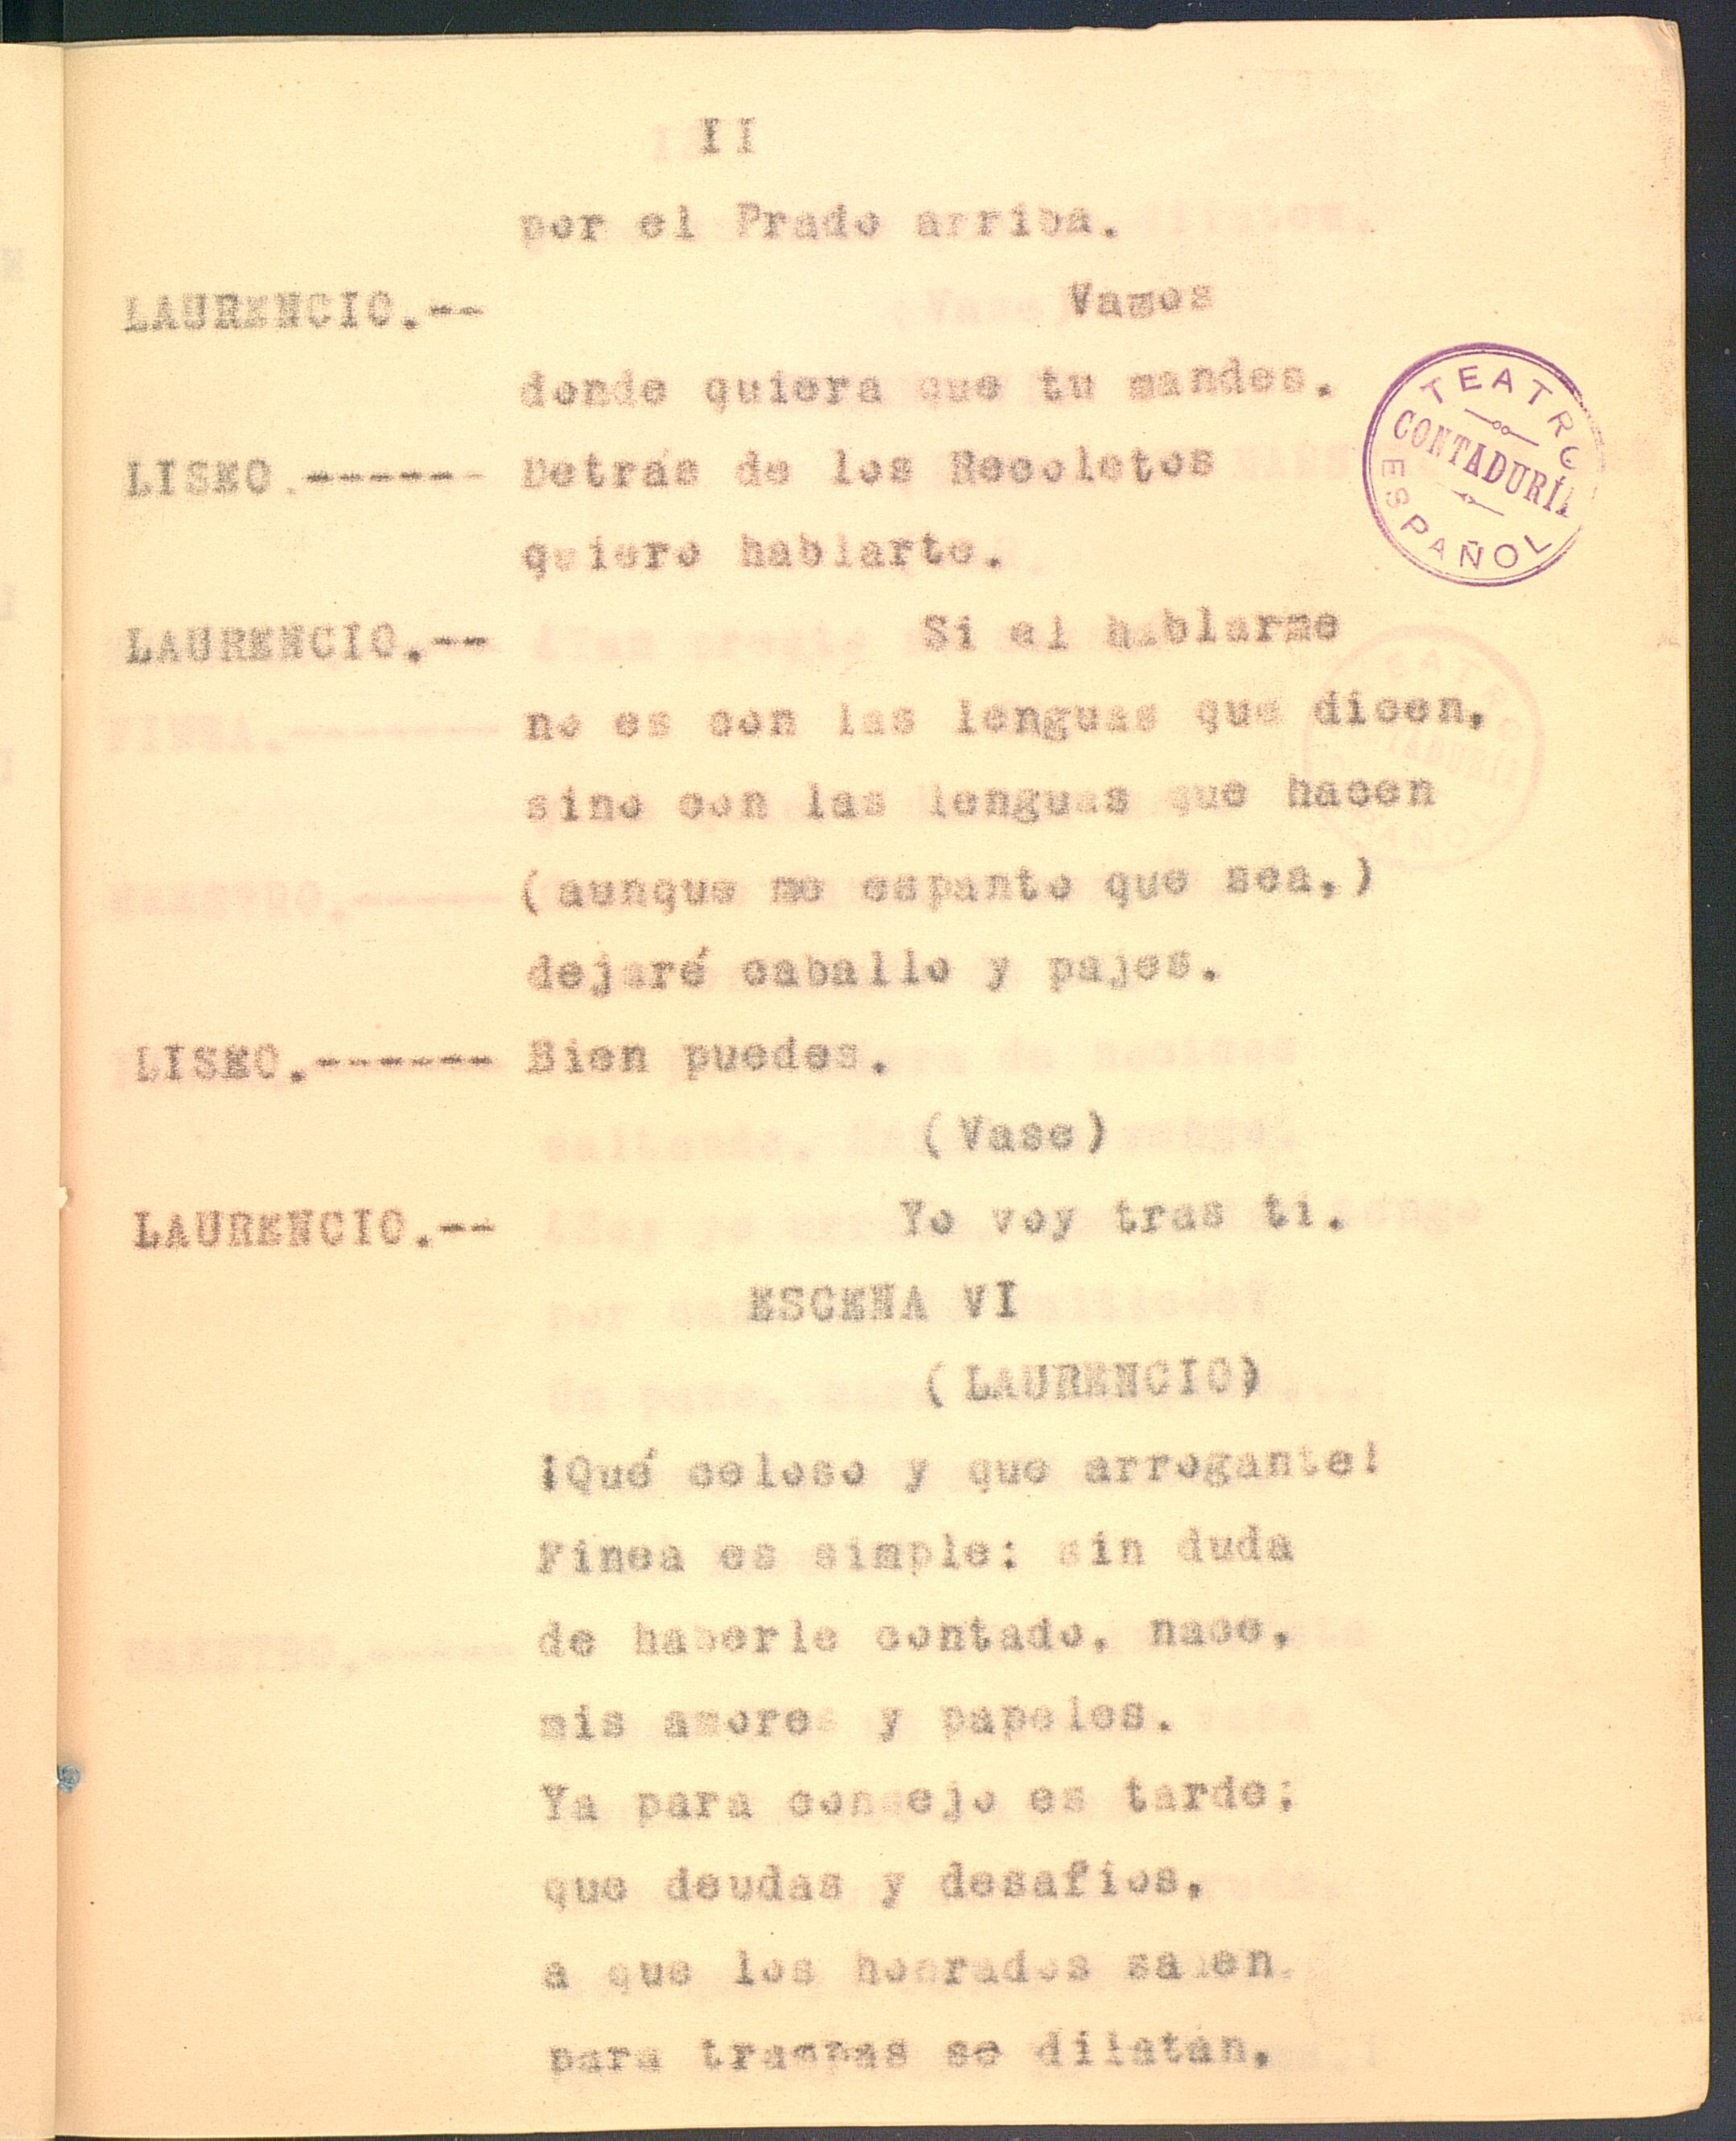 II
por el Prado arriba.
LAURENCIO.-- Vamos
donde quiera que tu mandes.
LISEO.------ Detrás de los Recoletos
quiero hablarte.
LAURENCIO.-- Si el hablarme
no es con las lenguas que dicen,
sino con las lenguas que hacen
(aunque me espanto que sea,)
dejaré caballo y pajes.
LISEO.------ Bien puedes.
(Vase)
LAURENCIO.-- Yo voy tras ti.
ESCENA VI
(LAURENCIO)
¡Qué celoso y que arrogante!
Finea es simple: sin duda
de haberle contado, nace,
mis amores y papeles.
Ya para consejo es tarde;
que deudas y desafios,
a que los honrados salen.
para trampas se dilatan,
TEATRO ESPAÑOL
CONTADURÍA